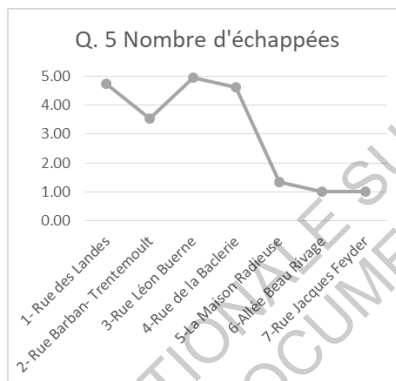 Q. 5 Nombre d'échappées
5.00
4.00
3.00
2.00
1.00
0.00
1- Rue des Landes
2- Rue Barban- Trentemoult
3-Rue Léon Buerne
4-Rue de la Baclerie
5-La Maison Radieuse
6-Allée Beau Rivage
7-Rue Jacques Feyder